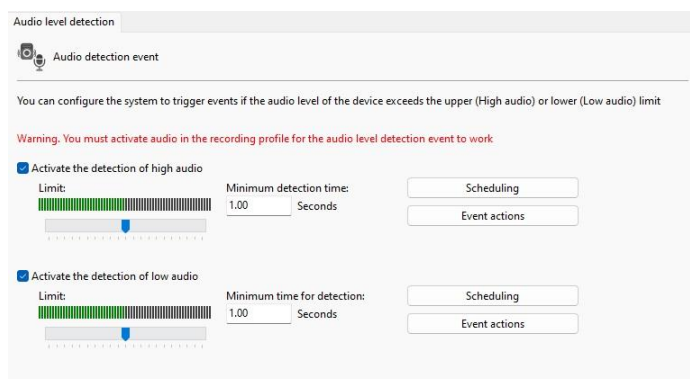 Audio level detection
Audio detection event
You can configure the system to trigger events if the audio level of the device exceeds the upper (High audio) or lower (Low audio) limit
Warning. You must activate audio in the recording profile for the audio level detection event to work
Activate the detection of high audio
Limit: Minimum detection time: Scheduling
1.00 Seconds
Event actions
Activate the detection of low audio
Limit: Minimum time for detection: Scheduling
1.00 Seconds
Event actions